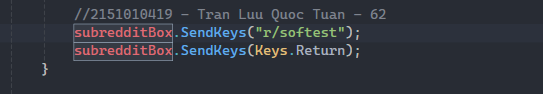 //2151010419 - Tran Luu Quoc Tuan - 62
subredditBox.SendKeys("r/softest");
subredditBox.SendKeys(Keys.Return);
}